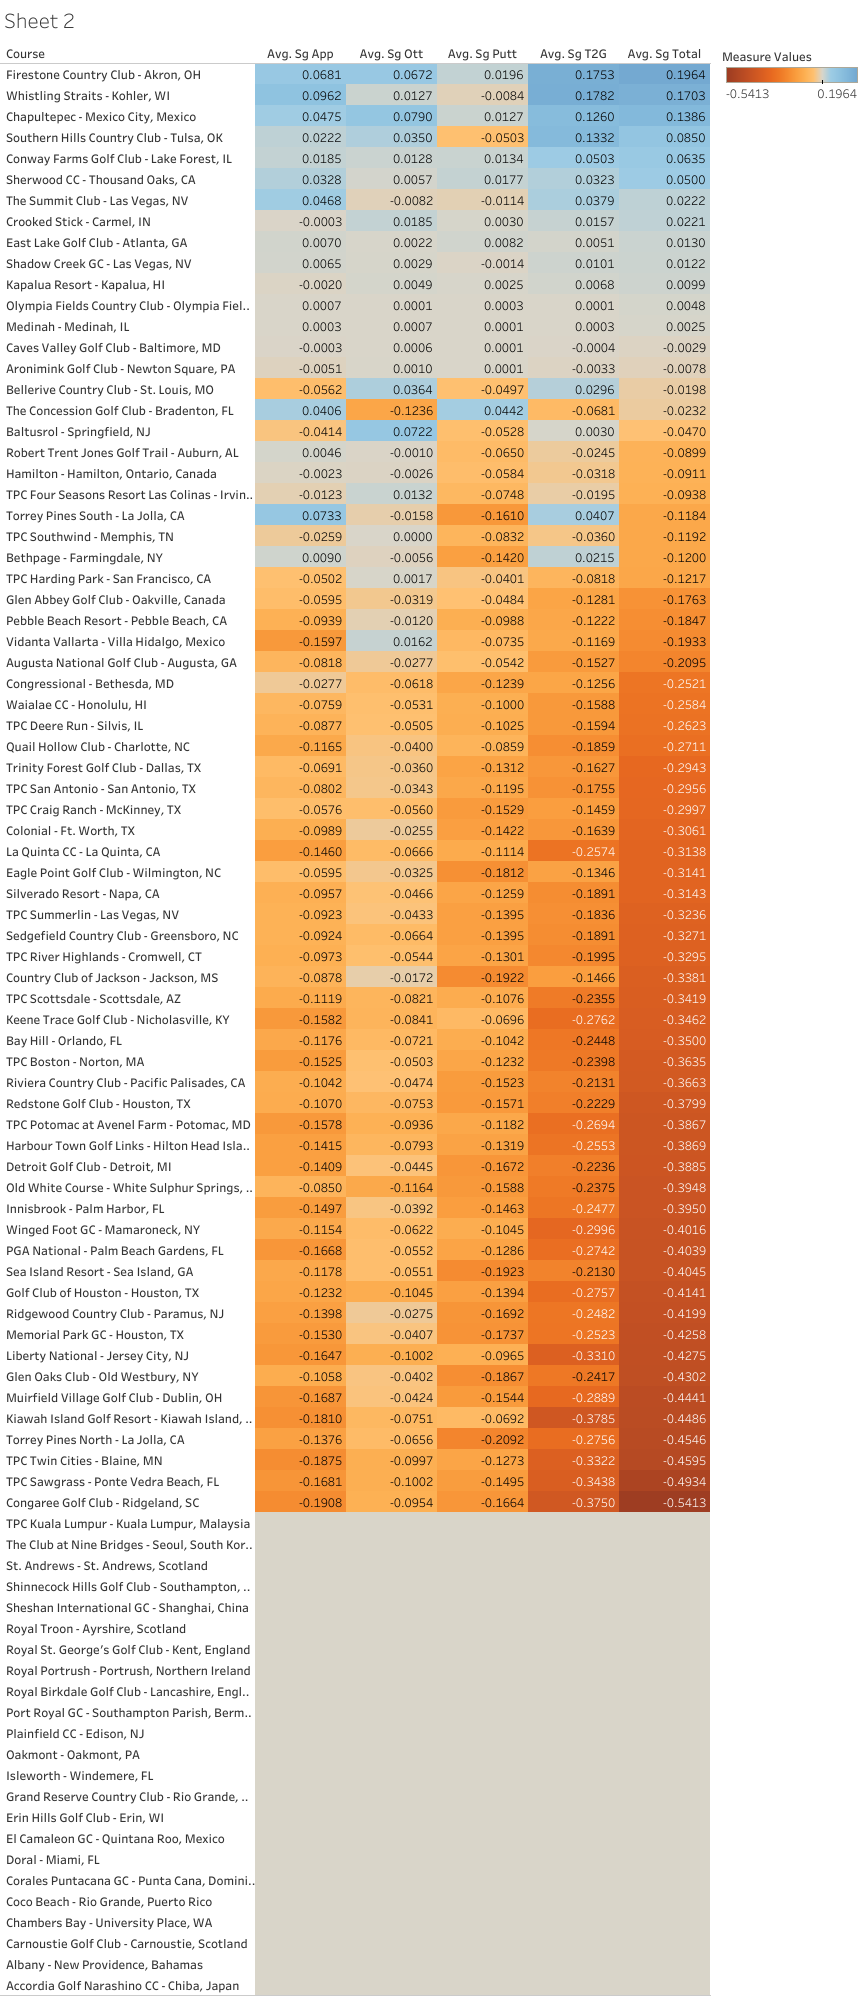 Sheet 2
Course Avg. Sg App Avg. Sg Ott Avg. Sg Putt Avg. Sg T2G Avg. Sg Total Measure Values
Firestone Country Club - Akron, OH 0.0681 0.0672 0.0196 0.1753 0.1964
-0.5413 0.1964
Whistling Straits - Kohler, WI 0.0962 0.0127 -0.0084 0.1782 0.1703
Chapultepec - Mexico City, Mexico 0.0475 0.0790 0.0127 0.1260 0.1386
Southern Hills Country Club - Tulsa, OK 0.0222 0.0350 -0.0503 0.1332 0.0850
Conway Farms Golf Club - Lake Forest, IL 0.0185 0.0128 0.0134 0.0503 0.0635
Sherwood CC - Thousand Oaks, CA 0.0328 0.0057 0.0177 0.0323 0.0500
The Summit Club - Las Vegas, NV 0.0468 -0.0082 -0.0114 0.0379 0.0222
Crooked Stick - Carmel, IN -0.0003 0.0185 0.0030 0.0157 0.0221
East Lake Golf Club - Atlanta, GA 0.0070 0.0022 0.0082 0.0051 0.0130
Shadow Creek GC - Las Vegas, NV 0.0065 0.0029 -0.0014 0.0101 0.0122
Kapalua Resort - Kapalua, HI -0.0020 0.0049 0.0025 0.0068 0.0099
Olympia Fields Country Club - Olympia Fiel.. 0.0007 0.0001 0.0003 0.0001 0.0048
Medinah - Medinah, IL 0.0003 0.0007 0.0001 0.0003 0.0025
Caves Valley Golf Club - Baltimore, MD -0.0003 0.0006 0.0001 -0.0004 -0.0029
Aronimink Golf Club - Newton Square, PA -0.0051 0.0010 0.0001 -0.0033 -0.0078
Bellerive Country Club - St. Louis, MO -0.0562 0.0364 -0.0497 0.0296 -0.0198
The Concession Golf Club - Bradenton, FL 0.0406 -0.1236 0.0442 -0.0681 -0.0232
Baltusrol - Springfield, NJ -0.0414 0.0722 -0.0528 0.0030 -0.0470
Robert Trent Jones Golf Trail - Auburn, AL 0.0046 -0.0010 -0.0650 -0.0245 -0.0899
Hamilton - Hamilton, Ontario, Canada -0.0023 -0.0026 -0.0584 -0.0318 -0.0911
TPC Four Seasons Resort Las Colinas - Irvin.. -0.0123 0.0132 -0.0748 -0.0195 -0.0938
Torrey Pines South - La Jolla, CA 0.0733 -0.0158 -0.1610 0.0407 -0.1184
TPC Southwind - Memphis, TN -0.0259 0.0000 -0.0832 -0.0360 -0.1192
Bethpage - Farmingdale, NY 0.0090 -0.0056 -0.1420 0.0215 -0.1200
TPC Harding Park - San Francisco, CA -0.0502 0.0017 -0.0401 -0.0818 -0.1217
Glen Abbey Golf Club - Oakville, Canada -0.0595 -0.0319 -0.0484 -0.1281 -0.1763
Pebble Beach Resort - Pebble Beach, CA -0.0939 -0.0120 -0.0988 -0.1222 -0.1847
Vidanta Vallarta - Villa Hidalgo, Mexico -0.1597 0.0162 -0.0735 -0.1169 -0.1933
Augusta National Golf Club - Augusta, GA -0.0818 -0.0277 -0.0542 -0.1527 -0.2095
Congressional - Bethesda, MD -0.0277 -0.0618 -0.1239 -0.1256 -0.2521
Waialae CC - Honolulu, HI -0.0759 -0.0531 -0.1000 -0.1588 -0.2584
TPC Deere Run - Silvis, IL -0.0877 -0.0505 -0.1025 -0.1594 -0.2623
Quail Hollow Club - Charlotte, NC -0.1165 -0.0400 -0.0859 -0.1859 -0.2711
Trinity Forest Golf Club - Dallas, TX -0.0691 -0.0360 -0.1312 -0.1627 -0.2943
TPC San Antonio - San Antonio, TX -0.0802 -0.0343 -0.1195 -0.1755 -0.2956
TPC Craig Ranch - McKinney, TX -0.0576 -0.0560 -0.1529 -0.1459 -0.2997
Colonial - Ft. Worth, TX -0.0989 -0.0255 -0.1422 -0.1639 -0.3061
La Quinta CC - La Quinta, CA -0.1460 -0.0666 -0.1114 -0.2574 -0.3138
Eagle Point Golf Club - Wilmington, NC -0.0595 -0.0325 -0.1812 -0.1346 -0.3141
Silverado Resort - Napa, CA -0.0957 -0.0466 -0.1259 -0.1891 -0.3143
TPC Summerlin - Las Vegas, NV -0.0923 -0.0433 -0.1395 -0.1836 -0.3236
Sedgefield Country Club - Greensboro, NC -0.0924 -0.0664 -0.1395 -0.1891 -0.3271
TPC River Highlands - Cromwell, CT -0.0973 -0.0544 -0.1301 -0.1995 -0.3295
Country Club of Jackson - Jackson, MS -0.0878 -0.0172 -0.1922 -0.1466 -0.3381
TPC Scottsdale - Scottsdale, AZ -0.1119 -0.0821 -0.1076 -0.2355 -0.3419
Keene Trace Golf Club - Nicholasville, KY -0.1582 -0.0841 -0.0696 -0.2762 -0.3462
Bay Hill - Orlando, FL -0.1176 -0.0721 -0.1042 -0.2448 -0.3500
TPC Boston - Norton, MA -0.1525 -0.0503 -0.1232 -0.2398 -0.3635
Riviera Country Club - Pacific Palisades, CA -0.1042 -0.0474 -0.1523 -0.2131 -0.3663
Redstone Golf Club - Houston, TX -0.1070 -0.0753 -0.1571 -0.2229 -0.3799
TPC Potomac at Avenel Farm - Potomac, MD -0.1578 -0.0936 -0.1182 -0.2694 -0.3867
Harbour Town Golf Links - Hilton Head Isla.. -0.1415 -0.0793 -0.1319 -0.2553 -0.3869
Detroit Golf Club - Detroit, MI -0.1409 -0.0445 -0.1672 -0.2236 -0.3885
Old White Course - White Sulphur Springs, .. -0.0850 -0.1164 -0.1588 -0.2375 -0.3948
Innisbrook - Palm Harbor, FL -0.1497 -0.0392 -0.1463 -0.2477 -0.3950
Winged Foot GC - Mamaroneck, NY -0.1154 -0.0622 -0.1045 -0.2996 -0.4016
PGA National - Palm Beach Gardens, FL -0.1668 -0.0552 -0.1286 -0.2742 -0.4039
Sea Island Resort - Sea Island, GA -0.1178 -0.0551 -0.1923 -0.2130 -0.4045
Golf Club of Houston - Houston, TX -0.1232 -0.1045 -0.1394 -0.2757 -0.4141
Ridgewood Country Club - Paramus, NJ -0.1398 -0.0275 -0.1692 -0.2482 -0.4199
Memorial Park GC - Houston, TX -0.1530 -0.0407 -0.1737 -0.2523 -0.4258
Liberty National - Jersey City, NJ -0.1647 -0.1002 -0.0965 -0.3310 -0.4275
Glen Oaks Club - Old Westbury, NY -0.1058 -0.0402 -0.1867 -0.2417 -0.4302
Muirfield Village Golf Club - Dublin, OH -0.1687 -0.0424 -0.1544 -0.2889 -0.4441
Kiawah Island Golf Resort - Kiawah Island, .. -0.1810 -0.0751 -0.0692 -0.3785 -0.4486
Torrey Pines North - La Jolla, CA -0.1376 -0.0656 -0.2092 -0.2756 -0.4546
TPC Twin Cities - Blaine, MN -0.1875 -0.0997 -0.1273 -0.3322 -0.4595
TPC Sawgrass - Ponte Vedra Beach, FL -0.1681 -0.1002 -0.1495 -0.3438 -0.4934
Congaree Golf Club - Ridgeland, SC -0.1908 -0.0954 -0.1664 -0.3750 -0.5413
TPC Kuala Lumpur - Kuala Lumpur, Malaysia
The Club at Nine Bridges - Seoul, South Kor..
St. Andrews - St. Andrews, Scotland
Shinnecock Hills Golf Club - Southampton, ..
Sheshan International GC - Shanghai, China
Royal Troon - Ayrshire, Scotland
Royal St. George’s Golf Club - Kent, England
Royal Portrush - Portrush, Northern Ireland
Royal Birkdale Golf Club - Lancashire, Engl..
Port Royal GC - Southampton Parish, Berm..
Plainfield CC - Edison, NJ
Oakmont - Oakmont, PA
Isleworth - Windemere, FL
Grand Reserve Country Club - Rio Grande, ..
Erin Hills Golf Club - Erin, WI
El Camaleon GC - Quintana Roo, Mexico
Doral - Miami, FL
Corales Puntacana GC - Punta Cana, Domini..
Coco Beach - Rio Grande, Puerto Rico
Chambers Bay - University Place, WA
Carnoustie Golf Club - Carnoustie, Scotland
Albany - New Providence, Bahamas
Accordia Golf Narashino CC - Chiba, Japan